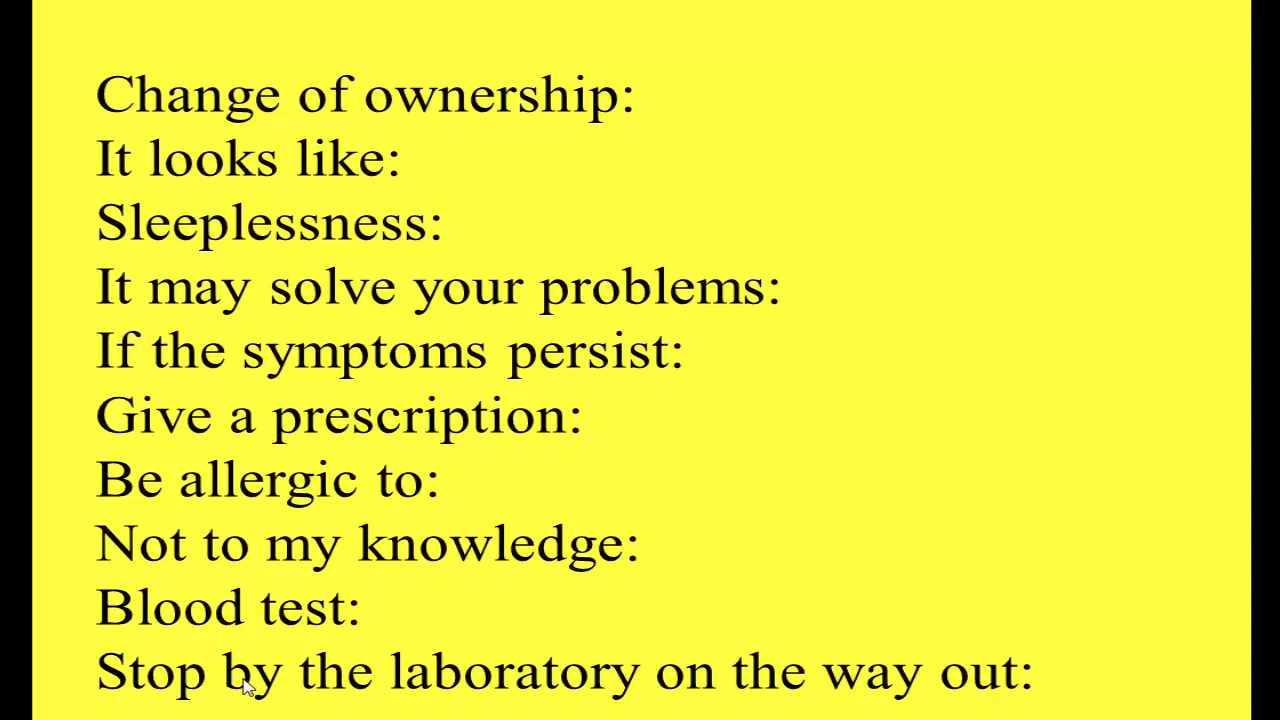 Change of ownership:
It looks like:
Sleeplessness:
It may solve your problems:
If the symptoms persist:
Give a prescription:
Be allergic to:
Not to my knowledge:
Blood test:
Stop by the laboratory on the way out: